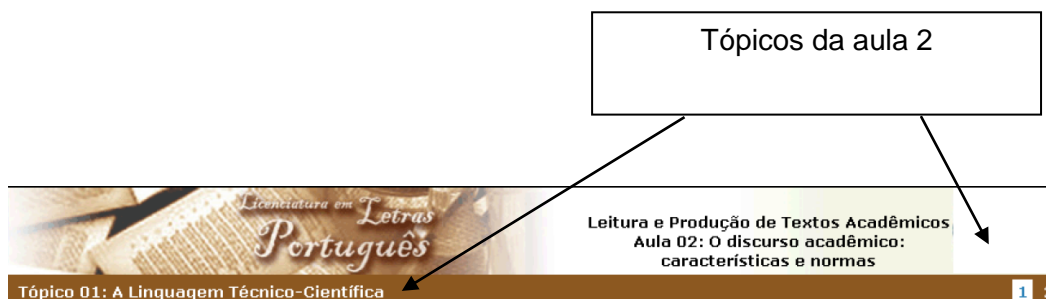 Tópicos da aula 2
Licenciatura em Letras
Português
Leitura e Produção de Textos Acadêmicos
Aula 02: O discurso acadêmico:
características e normas
Tópico 01: A Linguagem Técnico-Científica
1